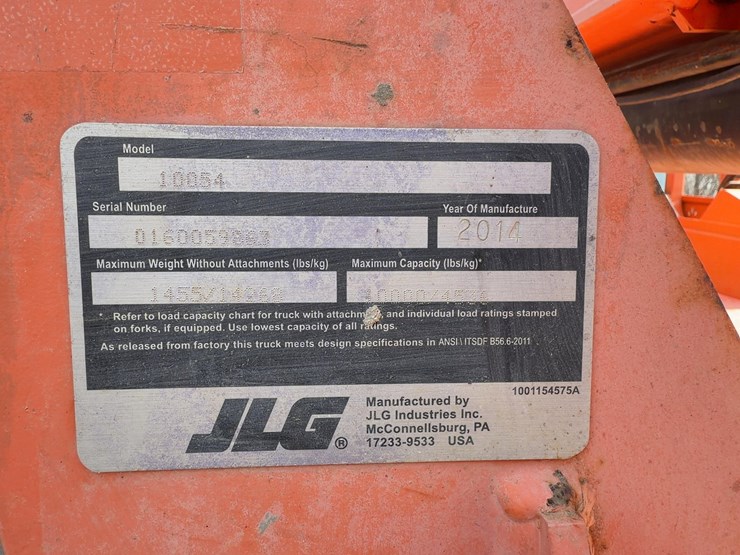 Model
10054
Serial Number
Year Of Manufacture
2014
Maximum Weight Without Attachments (lbs/kg)
Maximum Capacity (lbs/kg)*
* Refer to load capacity chart for truck with attachm, and individual load ratings stamped
on forks, if equipped. Use lowest capacity of all ratings.
As released from factory this truck meets design specifications in ANSI \ ITSDF B56.6-2011
1001154575A
JLG®
Manufactured by
JLG Industries Inc.
McConnellsburg, PA
17233-9533 USA